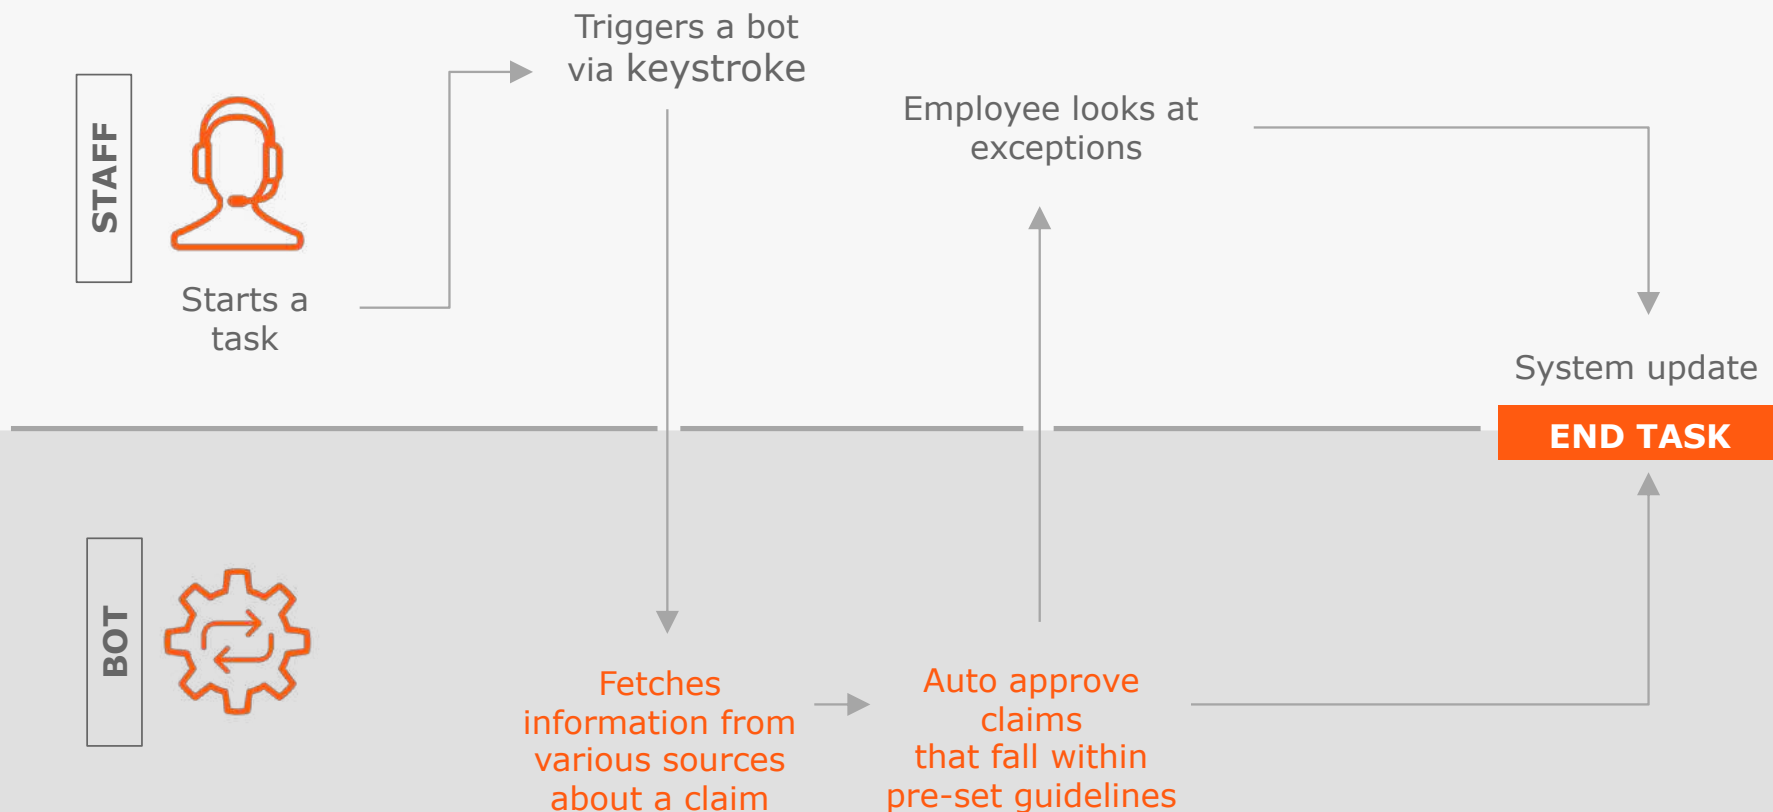 STAFF
Starts a
task
Triggers a bot
via keystroke
Employee looks at
exceptions
System update
END TASK
BOT
Fetches
information from
various sources
about a claim
Auto approve
claims
that fall within
pre-set guidelines